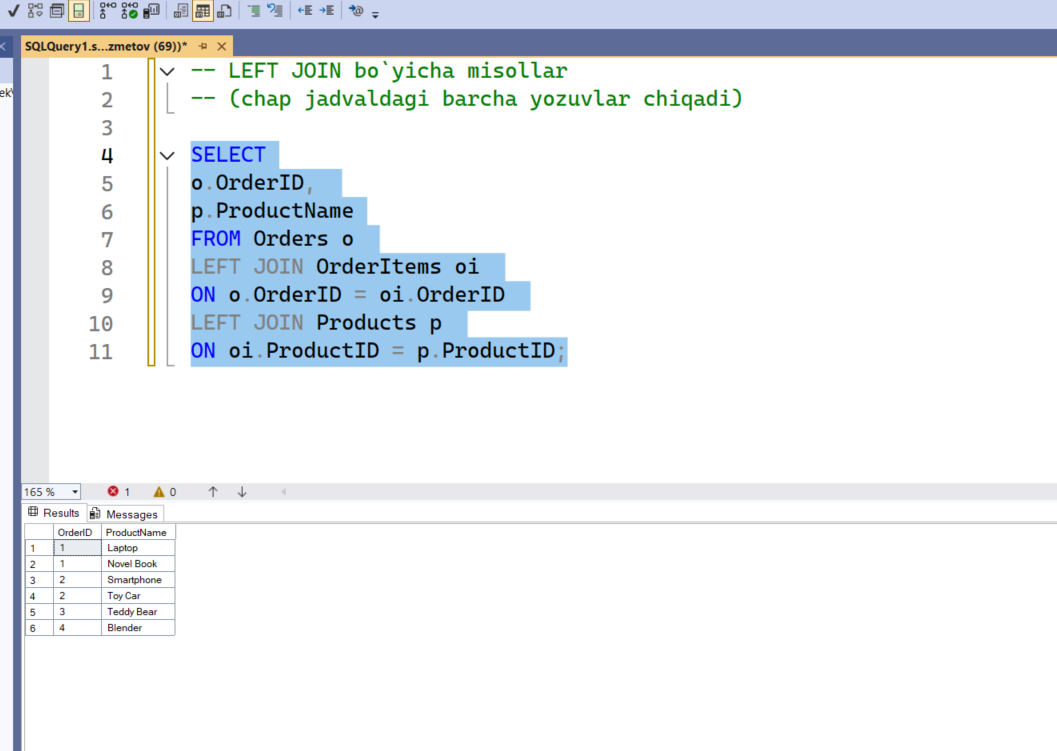 SQLQuery1.s...zmetov (69))*
1 -- LEFT JOIN bo`yicha misollar
2 -- (chap jadvaldagi barcha yozuvlar chiqadi)
3
4 SELECT
5 o.OrderID,
6 p.ProductName
7 FROM Orders o
8 LEFT JOIN OrderItems oi
9 ON o.OrderID = oi.OrderID
10 LEFT JOIN Products p
11 ON oi.ProductID = p.ProductID;
165 % 1 0
Results Messages
OrderID ProductName
1 1 Laptop
2 1 Novel Book
3 2 Smartphone
4 2 Toy Car
5 3 Teddy Bear
6 4 Blender